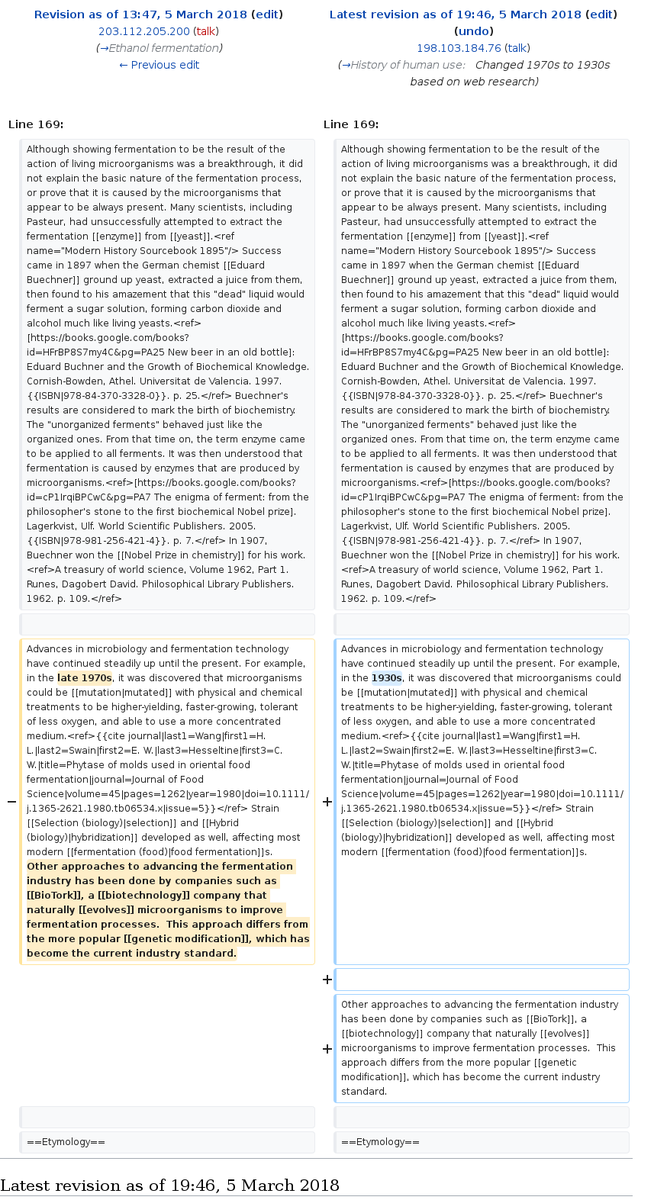 Revision as of 13:47, 5 March 2018 (edit)
203.112.205.200 (talk)
(→Ethanol fermentation)
← Previous edit
Latest revision as of 19:46, 5 March 2018 (edit)
(undo)
198.103.184.76 (talk)
(→History of human use: Changed 1970s to 1930s
based on web research)
Line 169:
Although showing fermentation to be the result of the
action of living microorganisms was a breakthrough, it did
not explain the basic nature of the fermentation process,
or prove that it is caused by the microorganisms that
appear to be always present. Many scientists, including
Pasteur, had unsuccessfully attempted to extract the
fermentation [[enzyme]] from [[yeast]].<ref
name="Modern History Sourcebook 1895"/> Success
came in 1897 when the German chemist [[Eduard
Buechner]] ground up yeast, extracted a juice from them,
then found to his amazement that this "dead" liquid would
ferment a sugar solution, forming carbon dioxide and
alcohol much like living yeasts.<ref>
[https://books.google.com/books?
id=HFrBP8S7my4C&pg=PA25 New beer in an old bottle]:
Eduard Buchner and the Growth of Biochemical Knowledge.
Cornish-Bowden, Athel. Universitat de Valencia. 1997.
{{ISBN|978-84-370-3328-0}}. p. 25.</ref> Buechner's
results are considered to mark the birth of biochemistry.
The "unorganized ferments" behaved just like the
organized ones. From that time on, the term enzyme came
to be applied to all ferments. It was then understood that
fermentation is caused by enzymes that are produced by
microorganisms.<ref>[https://books.google.com/books?
id=cP1IrqiBPCwC&pg=PA7 The enigma of ferment: from the
philosopher's stone to the first biochemical Nobel prize].
Lagerkvist, Ulf. World Scientific Publishers. 2005.
{{ISBN|978-981-256-421-4}}. p. 7.</ref> In 1907,
Buechner won the [[Nobel Prize in chemistry]] for his work.
<ref>A treasury of world science, Volume 1962, Part 1.
Runes, Dagobert David. Philosophical Library Publishers.
1962. p. 109.</ref>
Line 169:
Although showing fermentation to be the result of the
action of living microorganisms was a breakthrough, it did
not explain the basic nature of the fermentation process,
or prove that it is caused by the microorganisms that
appear to be always present. Many scientists, including
Pasteur, had unsuccessfully attempted to extract the
fermentation [[enzyme]] from [[yeast]].<ref
name="Modern History Sourcebook 1895"/> Success
came in 1897 when the German chemist [[Eduard
Buechner]] ground up yeast, extracted a juice from them,
then found to his amazement that this "dead" liquid would
ferment a sugar solution, forming carbon dioxide and
alcohol much like living yeasts.<ref>
[https://books.google.com/books?
id=HFrBP8S7my4C&pg=PA25 New beer in an old bottle]:
Eduard Buchner and the Growth of Biochemical Knowledge.
Cornish-Bowden, Athel. Universitat de Valencia. 1997.
{{ISBN|978-84-370-3328-0}}. p. 25.</ref> Buechner's
results are considered to mark the birth of biochemistry.
The "unorganized ferments" behaved just like the
organized ones. From that time on, the term enzyme came
to be applied to all ferments. It was then understood that
fermentation is caused by enzymes that are produced by
microorganisms.<ref>[https://books.google.com/books?
id=cP1IrqiBPCwC&pg=PA7 The enigma of ferment: from the
philosopher's stone to the first biochemical Nobel prize].
Lagerkvist, Ulf. World Scientific Publishers. 2005.
{{ISBN|978-981-256-421-4}}. p. 7.</ref> In 1907,
Buechner won the [[Nobel Prize in chemistry]] for his work.
<ref>A treasury of world science, Volume 1962, Part 1.
Runes, Dagobert David. Philosophical Library Publishers.
1962. p. 109.</ref>
−
Advances in microbiology and fermentation technology
have continued steadily up until the present. For example,
in the late 1970s, it was discovered that microorganisms
could be [[mutation|mutated]] with physical and chemical
treatments to be higher-yielding, faster-growing, tolerant
of less oxygen, and able to use a more concentrated
medium.<ref>{{cite journal|last1=Wang|first1=H.
L.|last2=Swain|first2=E. W.|last3=Hesseltine|first3=C.
W.|title=Phytase of molds used in oriental food
fermentation|journal=Journal of Food
Science|volume=45|pages=1262|year=1980|doi=10.1111/
j.1365-2621.1980.tb06534.x|issue=5}}</ref> Strain
[[Selection (biology)|selection]] and [[Hybrid
(biology)|hybridization]] developed as well, affecting most
modern [[fermentation (food)|food fermentation]]s.
Other approaches to advancing the fermentation
industry has been done by companies such as
[[BioTork]], a [[biotechnology]] company that
naturally [[evolves]] microorganisms to improve
fermentation processes. This approach differs from
the more popular [[genetic modification]], which has
become the current industry standard.
+
Advances in microbiology and fermentation technology
have continued steadily up until the present. For example,
in the 1930s, it was discovered that microorganisms could
be [[mutation|mutated]] with physical and chemical
treatments to be higher-yielding, faster-growing, tolerant
of less oxygen, and able to use a more concentrated
medium.<ref>{{cite journal|last1=Wang|first1=H.
L.|last2=Swain|first2=E. W.|last3=Hesseltine|first3=C.
W.|title=Phytase of molds used in oriental food
fermentation|journal=Journal of Food
Science|volume=45|pages=1262|year=1980|doi=10.1111/
j.1365-2621.1980.tb06534.x|issue=5}}</ref> Strain
[[Selection (biology)|selection]] and [[Hybrid
(biology)|hybridization]] developed as well, affecting most
modern [[fermentation (food)|food fermentation]]s.
+
+
Other approaches to advancing the fermentation industry
has been done by companies such as [[BioTork]], a
[[biotechnology]] company that naturally [[evolves]]
microorganisms to improve fermentation processes. This
approach differs from the more popular [[genetic
modification]], which has become the current industry
standard.
==Etymology==
==Etymology==
Latest revision as of 19:46, 5 March 2018